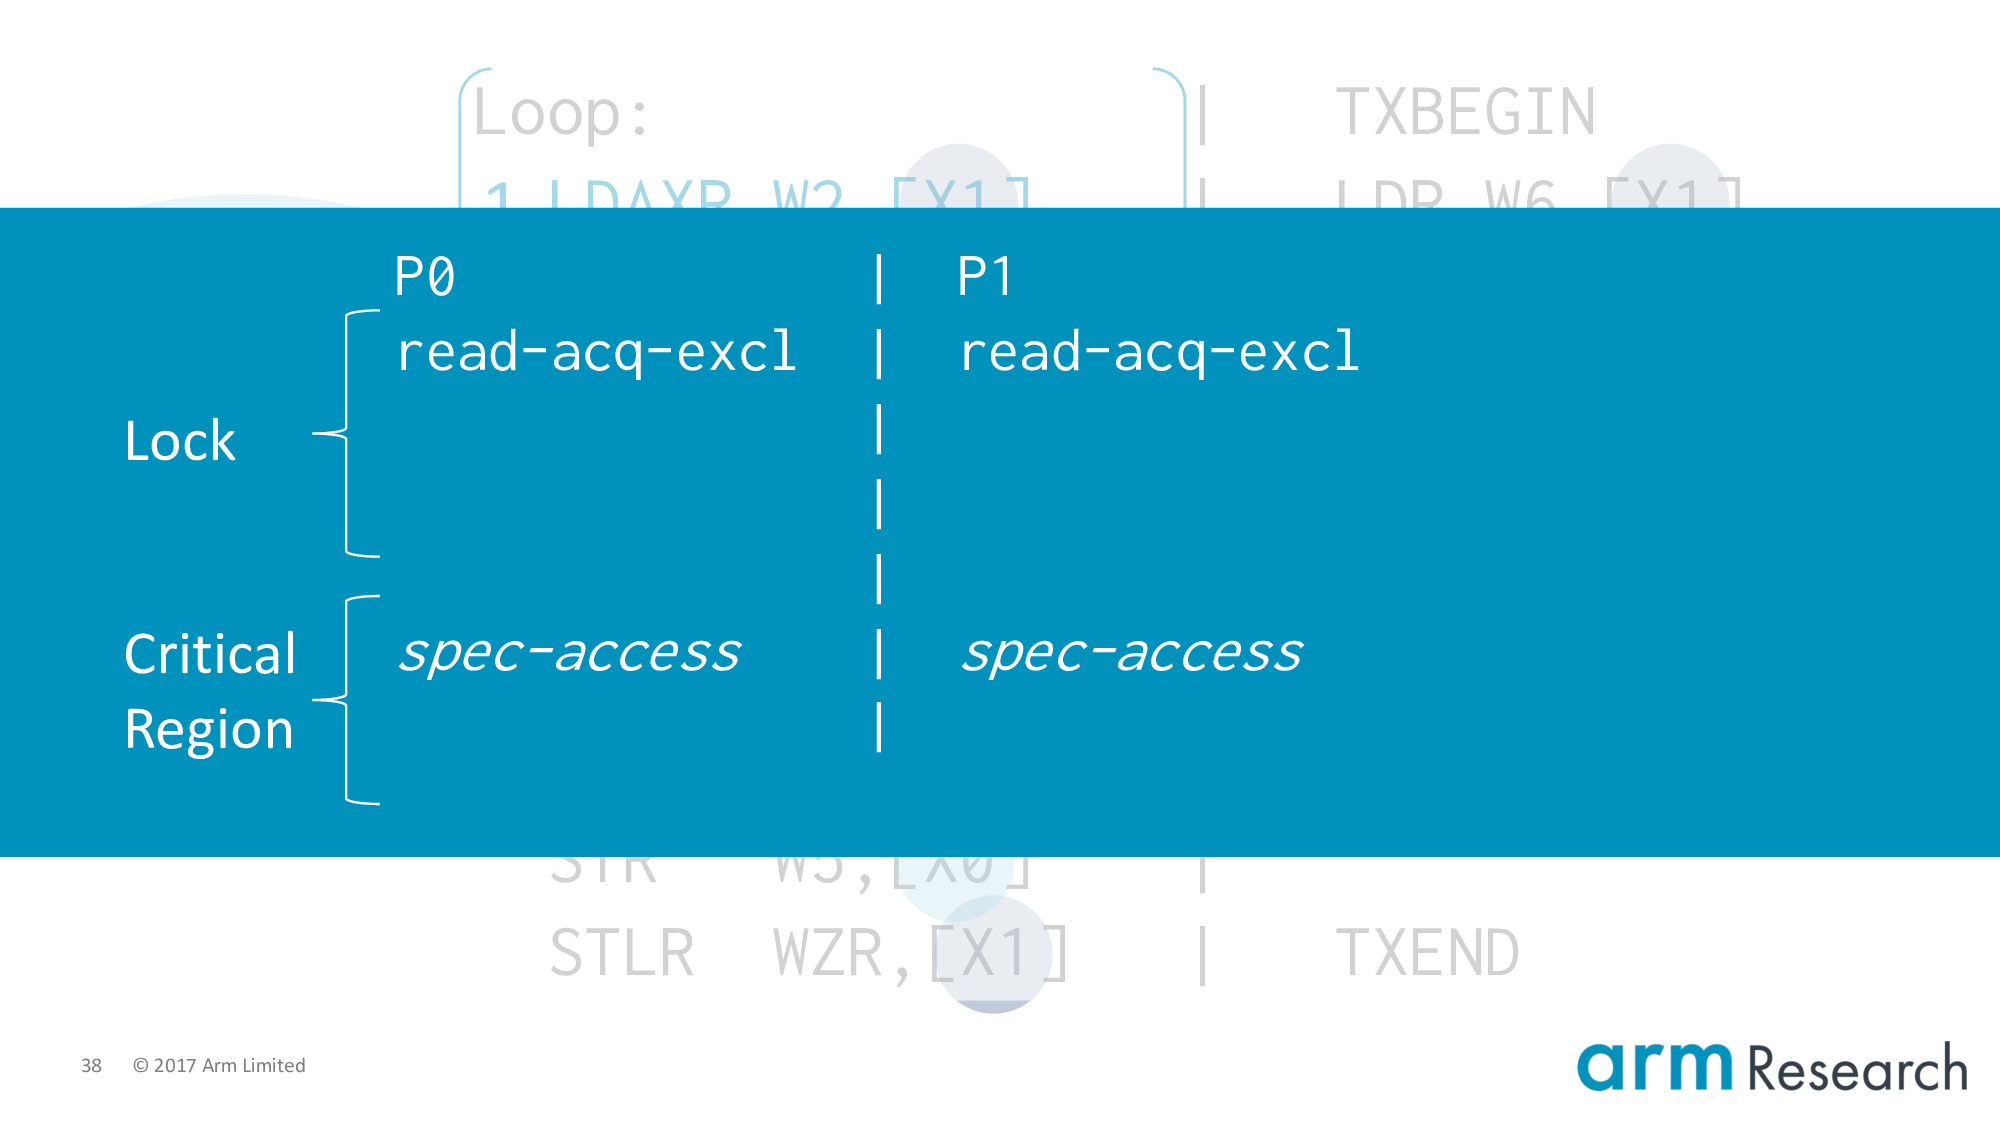 Loop: | TXBEGIN
1 LDAXR W2,[X1] | LDR W6,[X1]
P0 | P1
read-acq-excl | read-acq-excl
|
Lock
|
|
Critical spec-access | spec-access
Region |
STR W5,[X0] |
STLR WZR,[X1] | TXEND
38 © 2017 Arm Limited
arm Research